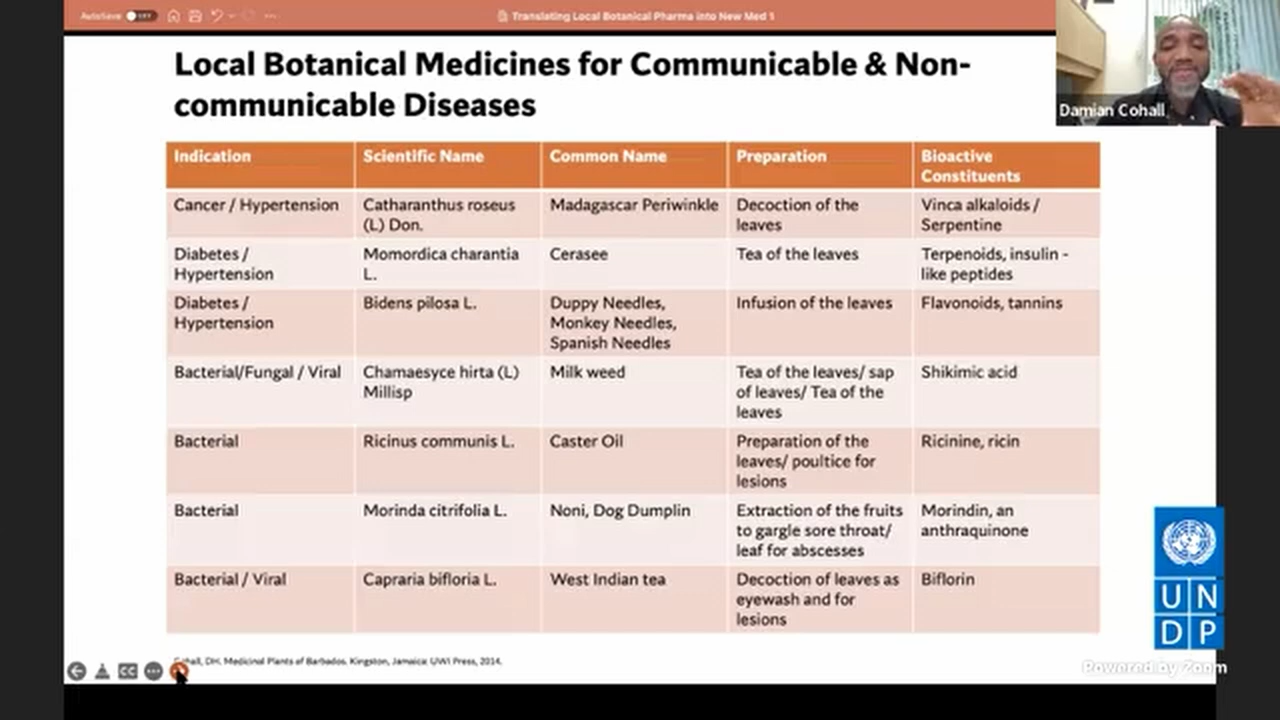 AutoSave OFF
Translating Local Botanical Pharma into New Med 1
Local Botanical Medicines for Communicable & Non-
communicable Diseases
Damian Cohall
Indication
Scientific Name
Common Name
Preparation
Bioactive
Constituents
Cancer / Hypertension
Catharanthus roseus
(L) Don.
Madagascar Periwinkle
Decoction of the
leaves
Vinca alkaloids /
Serpentine
Diabetes /
Hypertension
Momordica charantia
L.
Cerasee
Tea of the leaves
Terpenoids, insulin -
like peptides
Diabetes /
Hypertension
Bidens pilosa L.
Duppy Needles,
Monkey Needles,
Spanish Needles
Infusion of the leaves
Flavonoids, tannins
Bacterial/Fungal / Viral
Chamaesyce hirta (L)
Millisp
Milk weed
Tea of the leaves/ sap
of leaves/ Tea of the
leaves
Shikimic acid
Bacterial
Ricinus communis L.
Caster Oil
Preparation of the
leaves/ poultice for
lesions
Ricinine, ricin
Bacterial
Morinda citrifolia L.
Noni, Dog Dumplin
Extraction of the fruits
to gargle sore throat/
leaf for abscesses
Morindin, an
anthraquinone
Bacterial / Viral
Capraria bifloria L.
West Indian tea
Decoction of leaves as
eyewash and for
lesions
Biflorin
UN
DP
Cohall, DH. Medicinal Plants of Barbados. Kingston, Jamaica: UWI Press, 2014.
CC
Powered by Zoom